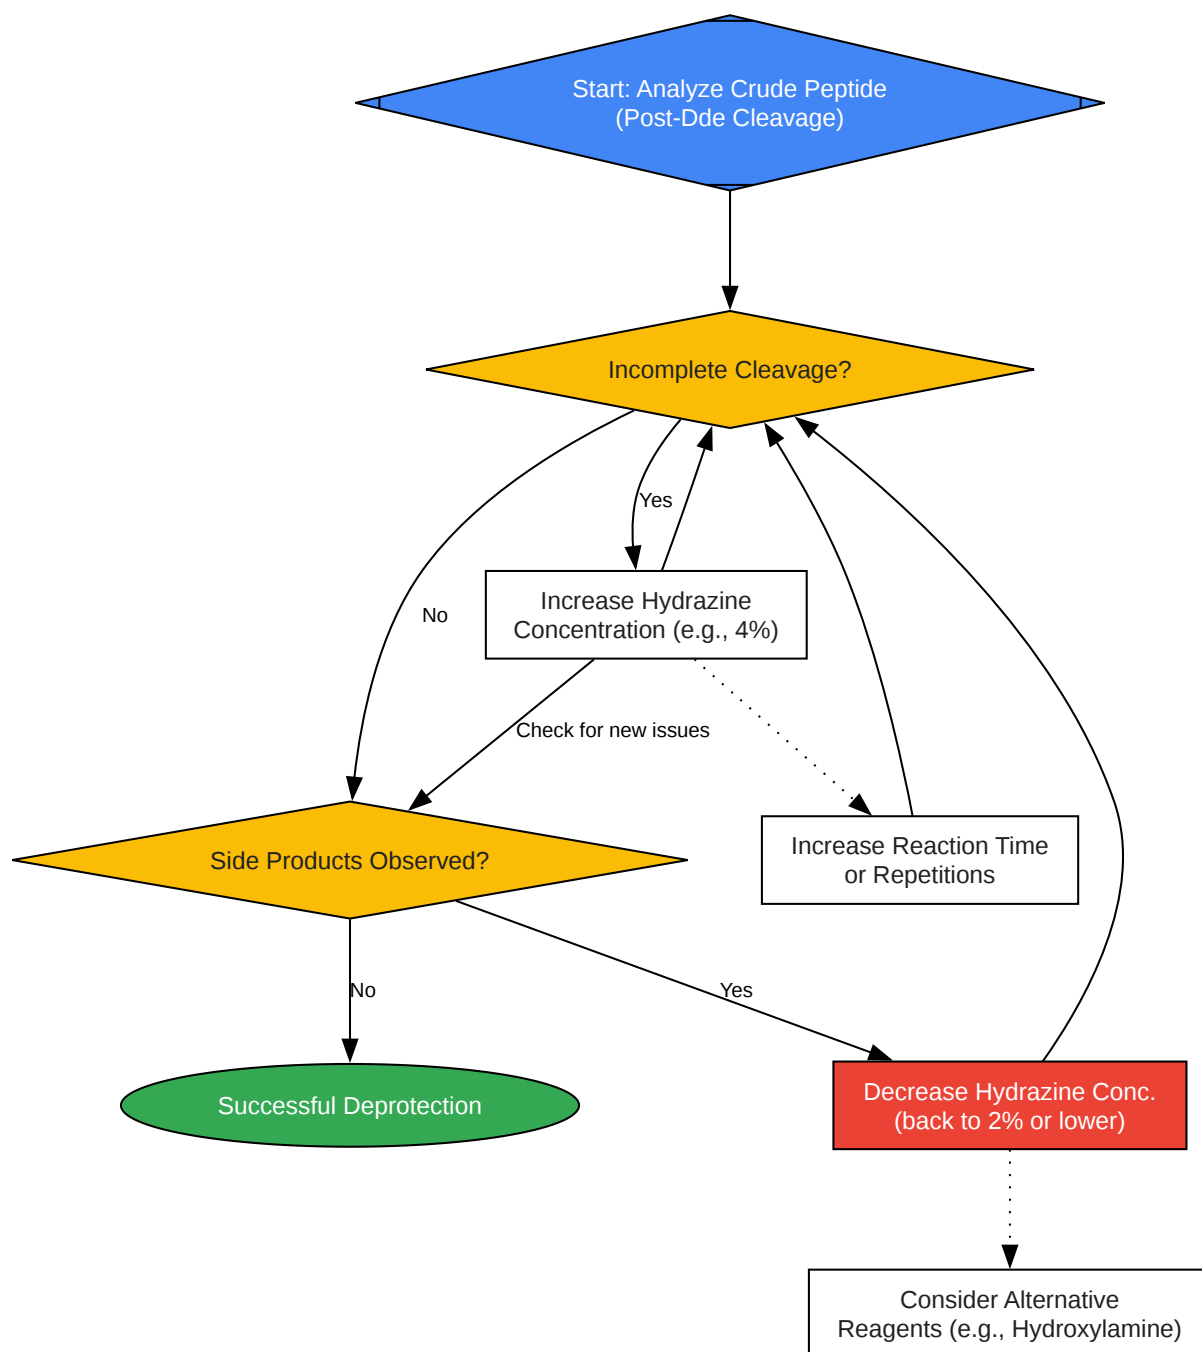 Start: Analyze Crude Peptide
(Post-Dde Cleavage)
Incomplete Cleavage?
Yes
Increase Hydrazine
Concentration (e.g., 4%)
No
Check for new issues
Increase Reaction Time
or Repetitions
Side Products Observed?
No
Yes
Decrease Hydrazine Conc.
(back to 2% or lower)
Successful Deprotection
Consider Alternative
Reagents (e.g., Hydroxylamine)